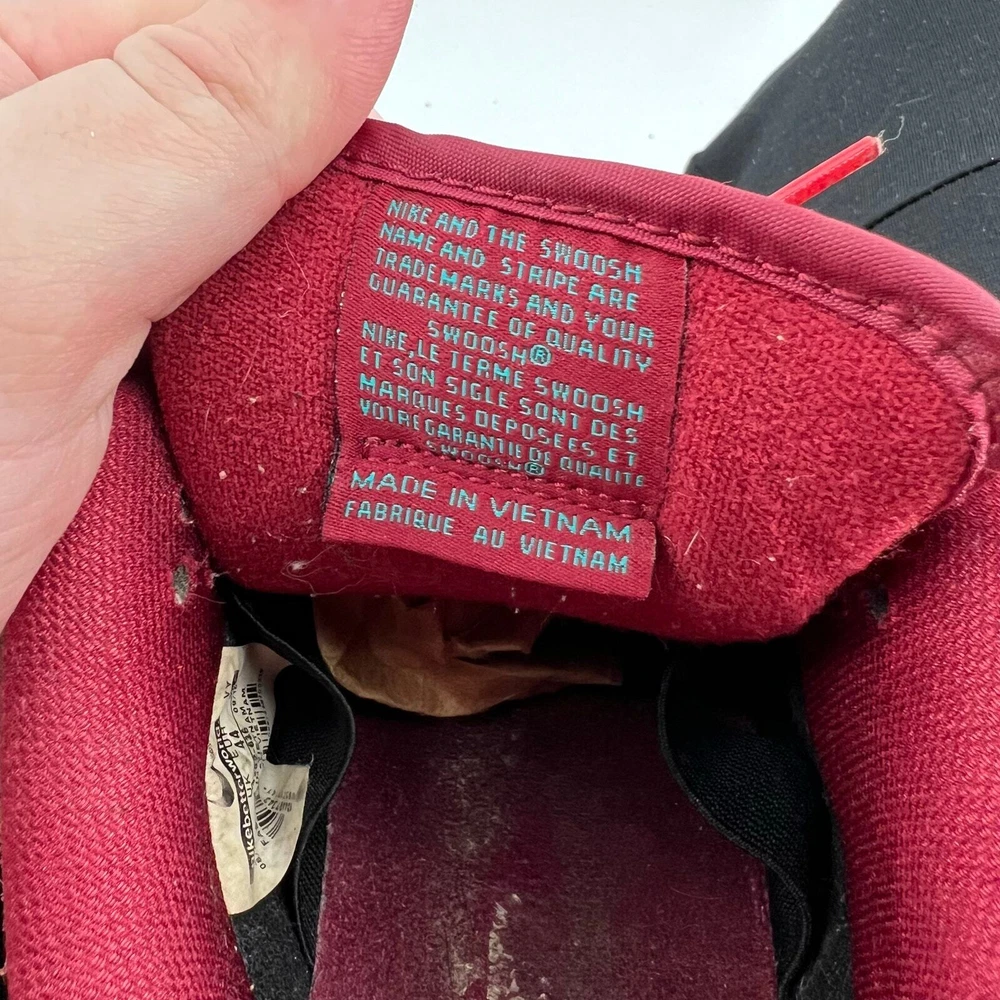 NIKE AND THE SWOOSH
NAME AND STRIPE ARE
TRADEMARKS AND YOUR
GUARANTEE OF QUALITY
SWOOSH®
NIKE, LE TERME SWOOSH
ET SON SIGLE SONT DES
MARQUES DEPOSEES ET
VOTRE GARANTIE DE QUALITE
SWOOSH®
MADE IN VIETNAM
FABRIQUE AU VIETNAM